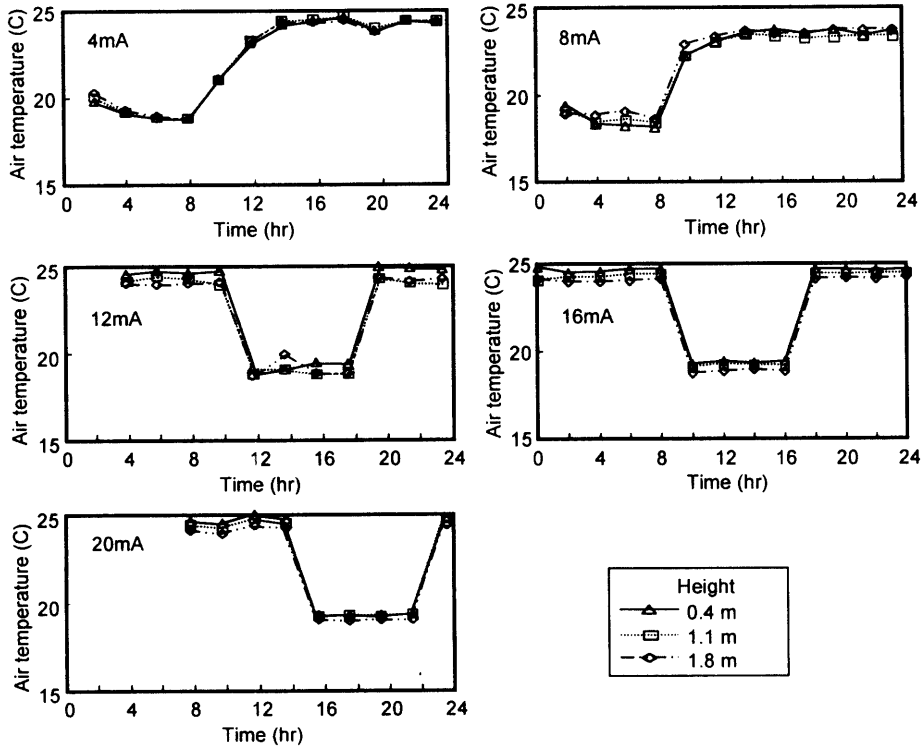 Air temperature (C)
25
20
15
4mA
0 4 8 12 16 20 24
Time (hr)
Air temperature (C)
25
20
15
8mA
0 4 8 12 16 20 24
Time (hr)
Air temperature (C)
25
20
15
12mA
0 4 8 12 16 20 24
Time (hr)
Air temperature (C)
25
20
15
16mA
0 4 8 12 16 20 24
Time (hr)
Air temperature (C)
25
20
15
20mA
0 4 8 12 16 20 24
Time (hr)
Height
0.4 m
1.1 m
1.8 m